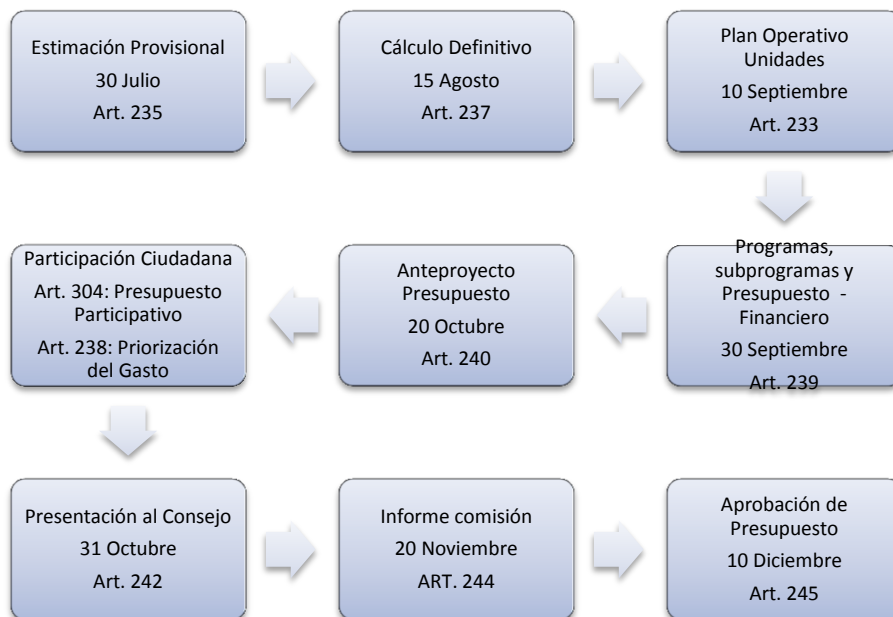 Estimación Provisional
30 Julio
Art. 235
Cálculo Definitivo
15 Agosto
Art. 237
Plan Operativo
Unidades
10 Septiembre
Art. 233
Programas,
subprogramas y
Presupuesto -
Financiero
30 Septiembre
Art. 239
Anteproyecto
Presupuesto
20 Octubre
Art. 240
Participación Ciudadana
Art. 304: Presupuesto
Participativo
Art. 238: Priorización
del Gasto
Presentación al Consejo
31 Octubre
Art. 242
Informe comisión
20 Noviembre
ART. 244
Aprobación de
Presupuesto
10 Diciembre
Art. 245